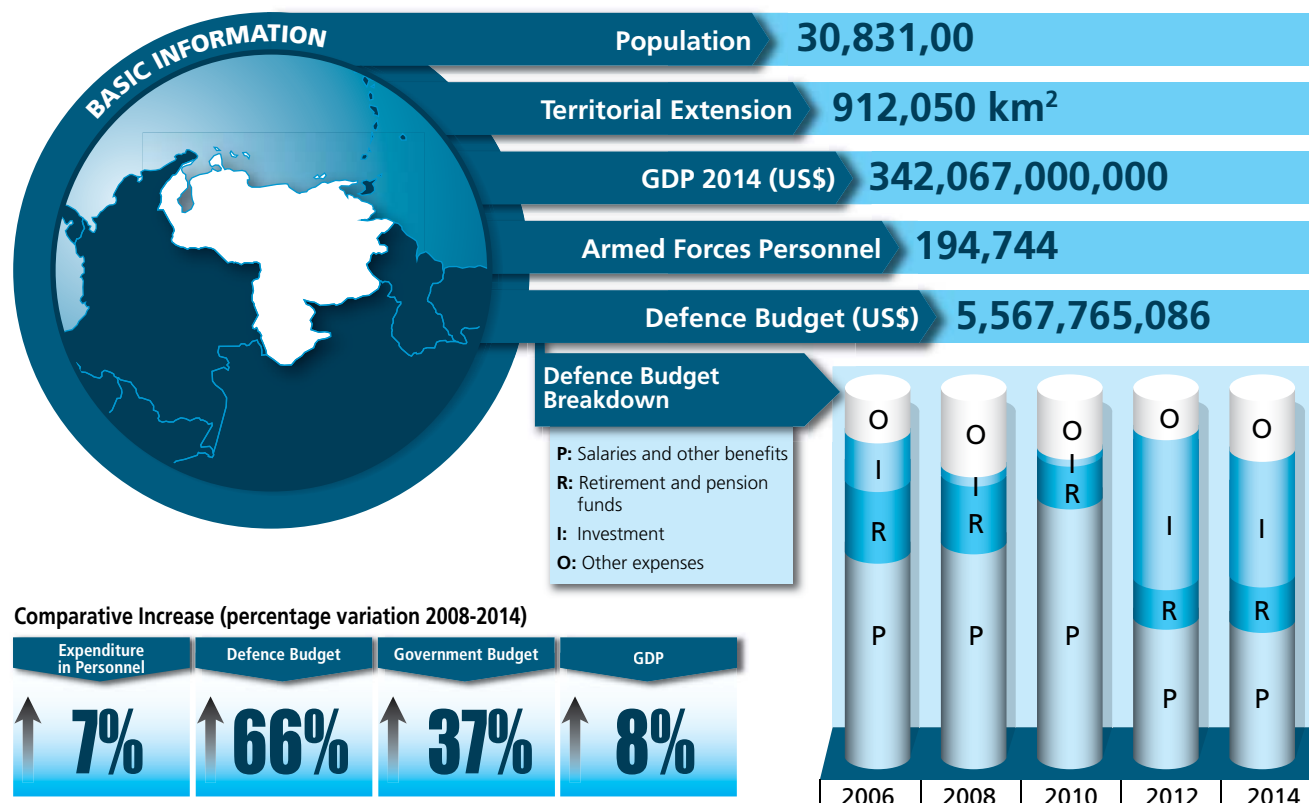 BASIC INFORMATION
Population 30,831,00
Territorial Extension 912,050 km²
GDP 2014 (US$) 342,067,000,000
Armed Forces Personnel 194,744
Defence Budget (US$) 5,567,765,086
Defence Budget
Breakdown
P: Salaries and other benefits
R: Retirement and pension
funds
I: Investment
O: Other expenses
O
I
R
P
O
I
R
P
O
I
R
P
O
I
R
P
O
I
R
P
2006 2008 2010 2012 2014
Comparative Increase (percentage variation 2008-2014)
Expenditure
in Personnel
7%
Defence Budget
66%
Government Budget
37%
GDP
8%